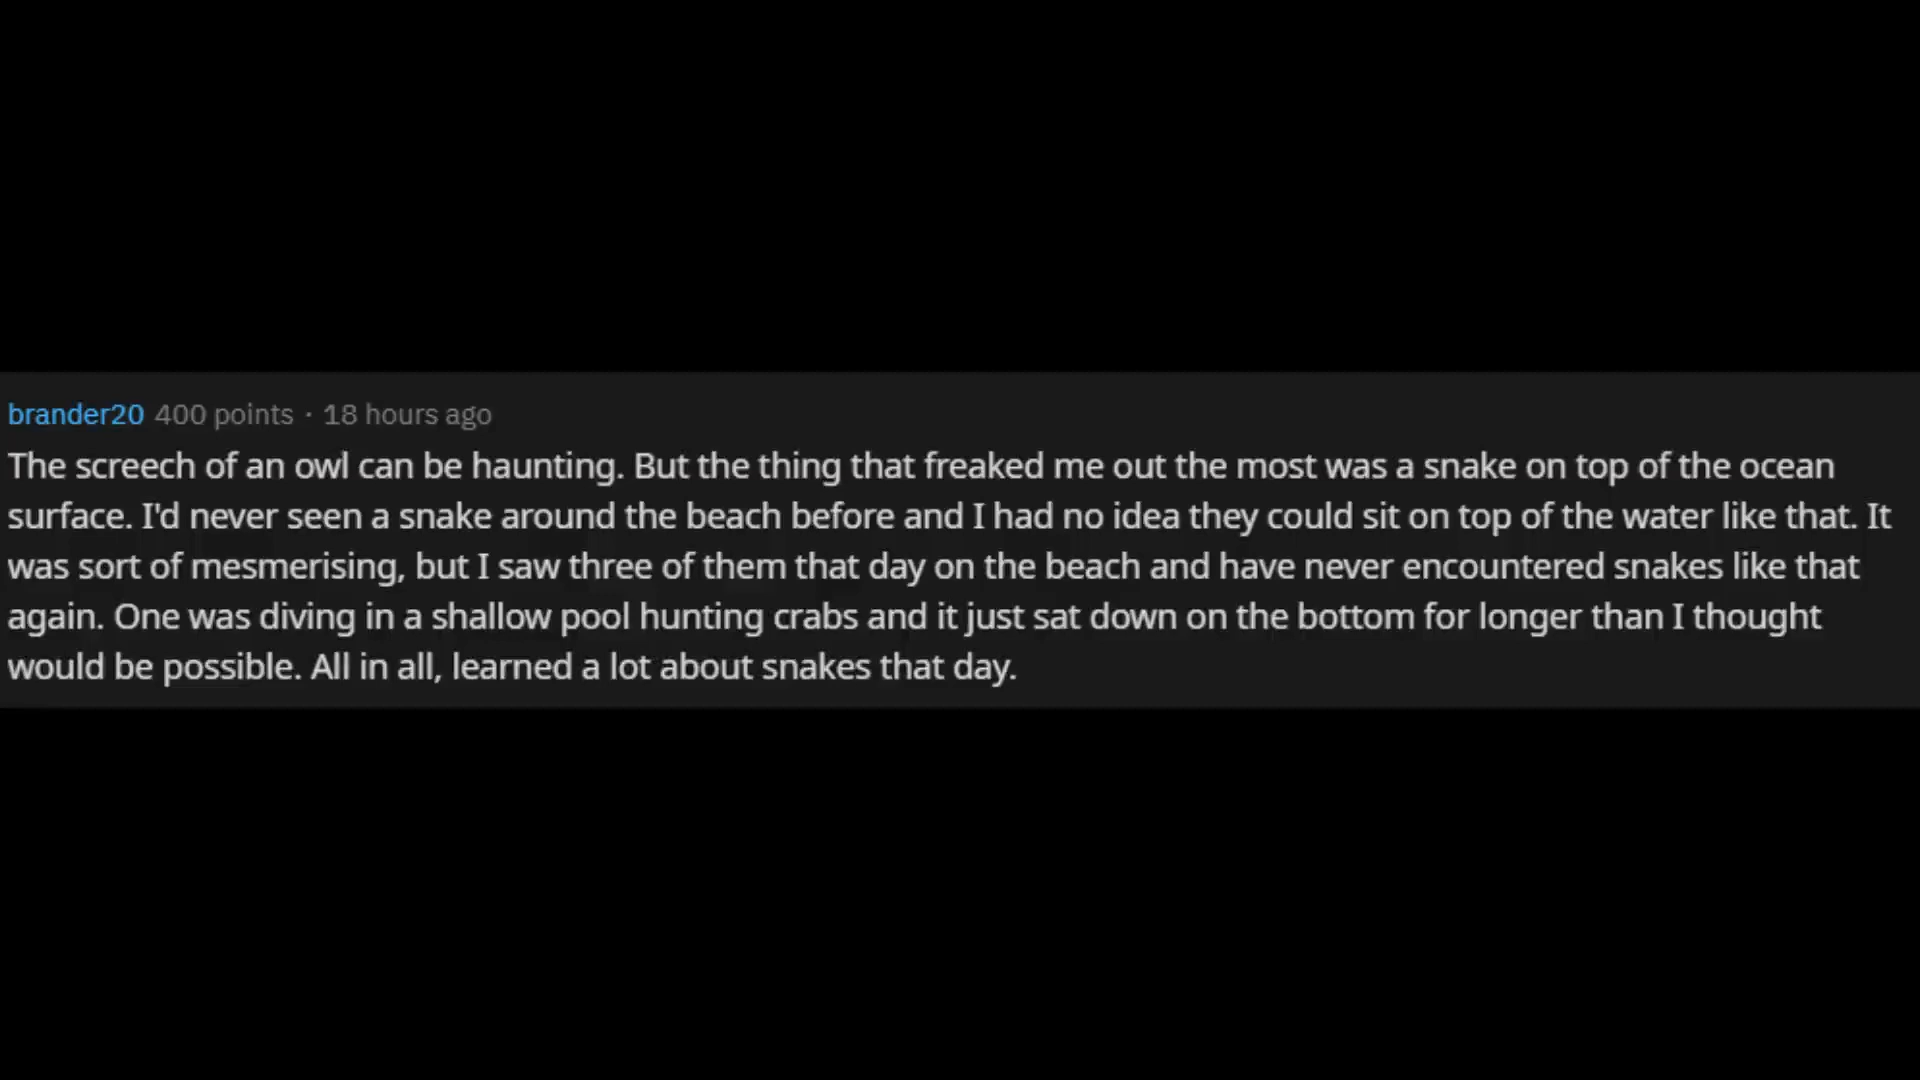 brander20 400 points · 18 hours ago
The screech of an owl can be haunting. But the thing that freaked me out the most was a snake on top of the ocean
surface. I'd never seen a snake around the beach before and I had no idea they could sit on top of the water like that. It
was sort of mesmerising, but I saw three of them that day on the beach and have never encountered snakes like that
again. One was diving in a shallow pool hunting crabs and it just sat down on the bottom for longer than I thought
would be possible. All in all, learned a lot about snakes that day.